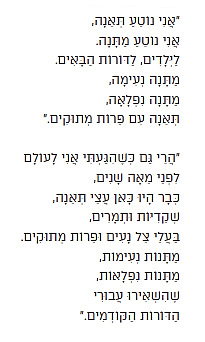 "אֲנִי נוֹטֵעַ תְּאֵנָה,
אֲנִי נוֹטֵעַ מַתָּנָה.
לַיְלָדִים, לַדּוֹרוֹת הַבָּאִים.
מַתָּנָה נְעִימָה,
מַתָּנָה נִפְלָאָה,
תְּאֵנָה עִם פֵּרוֹת מְתוּקִים."

"הֲרֵי גַּם כְּשֶׁהִגַּעְתִּי אֲנִי לָעוֹלָם
לִפְנֵי מֵאָה שָׁנִים,
כְּבָר הָיוּ כָּאן עֲצֵי תְּאֵנָה,
שְׁקֵדִיּוֹת וּתְמָרִים,
בַּעֲלֵי צֵל נָעִים וּפֵרוֹת מְתוּקִים.
מַתָּנוֹת נְעִימוֹת,
מַתָּנוֹת נִפְלָאוֹת,
שֶׁהִשְׁאִירוּ עֲבוּרִי
הַדּוֹרוֹת הַקּוֹדְמִים."